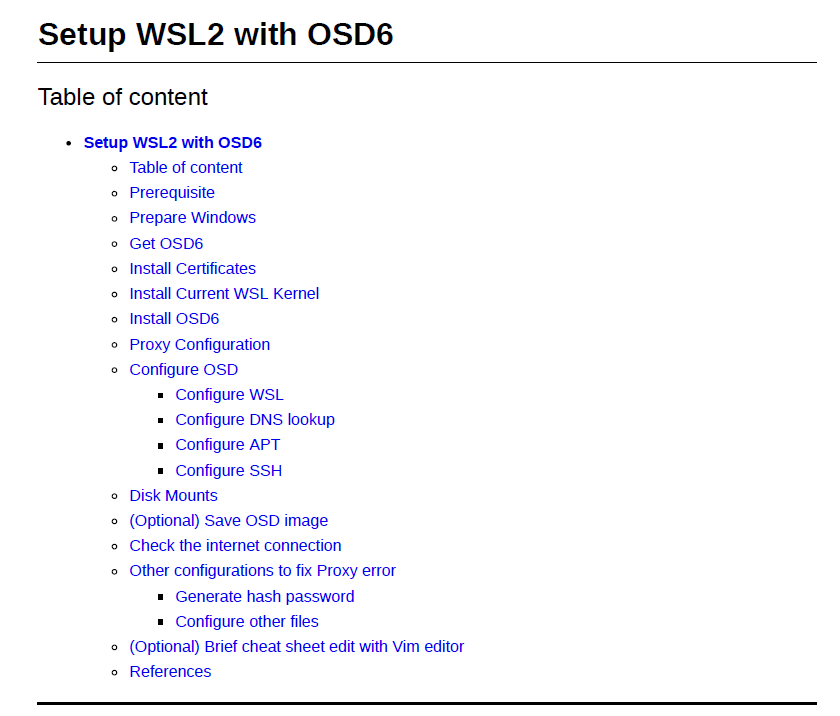 Setup WSL2 with OSD6
Table of content
Setup WSL2 with OSD6
Table of content
Prerequisite
Prepare Windows
Get OSD6
Install Certificates
Install Current WSL Kernel
Install OSD6
Proxy Configuration
Configure OSD
Configure WSL
Configure DNS lookup
Configure APT
Configure SSH
Disk Mounts
(Optional) Save OSD image
Check the internet connection
Other configurations to fix Proxy error
Generate hash password
Configure other files
(Optional) Brief cheat sheet edit with Vim editor
References